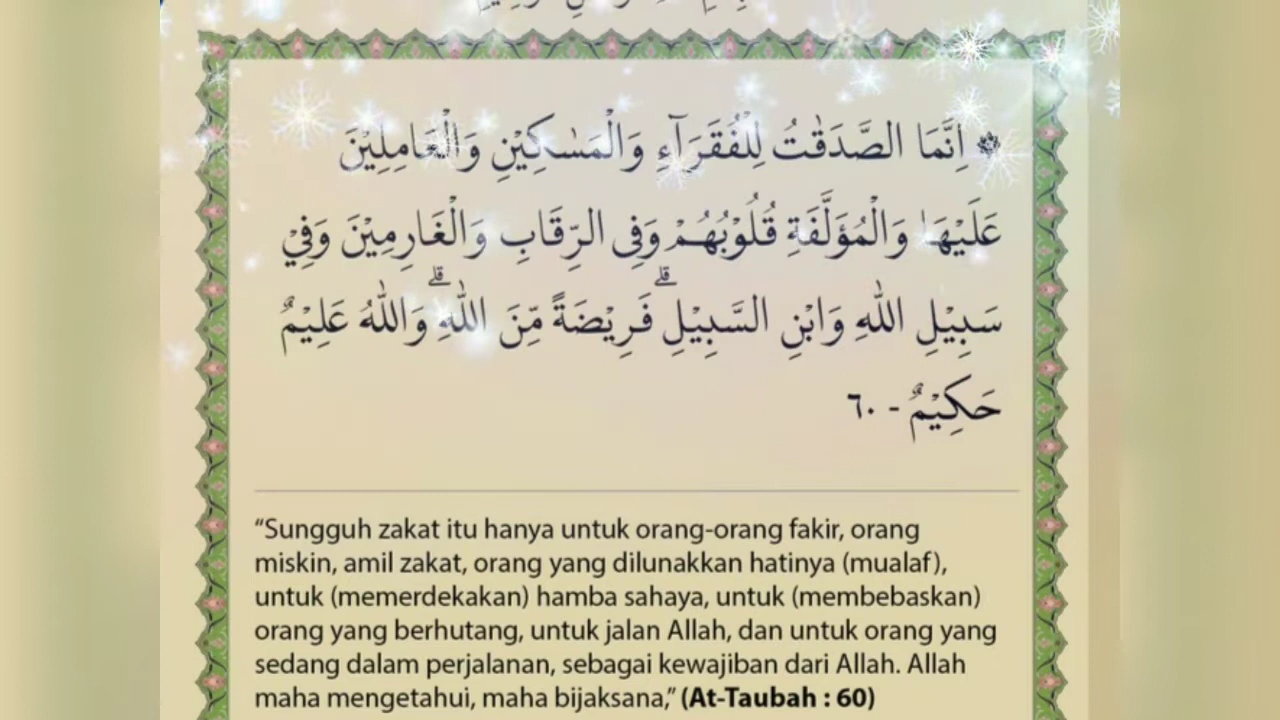 ۞ اِنَّمَا الصَّدَقٰتُ لِلْفُقَرَاۤءِ وَالْمَسٰكِيْنِ وَالْعَامِلِيْنَ
عَلَيْهَا وَالْمُؤَلَّفَةِ قُلُوْبُهُمْ وَفِى الرِّقَابِ وَالْغَارِمِيْنَ وَفِيْ
سَبِيْلِ اللّٰهِ وَابْنِ السَّبِيْلِۗ فَرِيْضَةً مِّنَ اللّٰهِ ۗوَاللّٰهُ عَلِيْمٌ
حَكِيْمٌ - ٦٠
“Sungguh zakat itu hanya untuk orang-orang fakir, orang
miskin, amil zakat, orang yang dilunakkan hatinya (mualaf),
untuk (memerdekakan) hamba sahaya, untuk (membebaskan)
orang yang berhutang, untuk jalan Allah, dan untuk orang yang
sedang dalam perjalanan, sebagai kewajiban dari Allah. Allah
maha mengetahui, maha bijaksana,” (At-Taubah : 60)